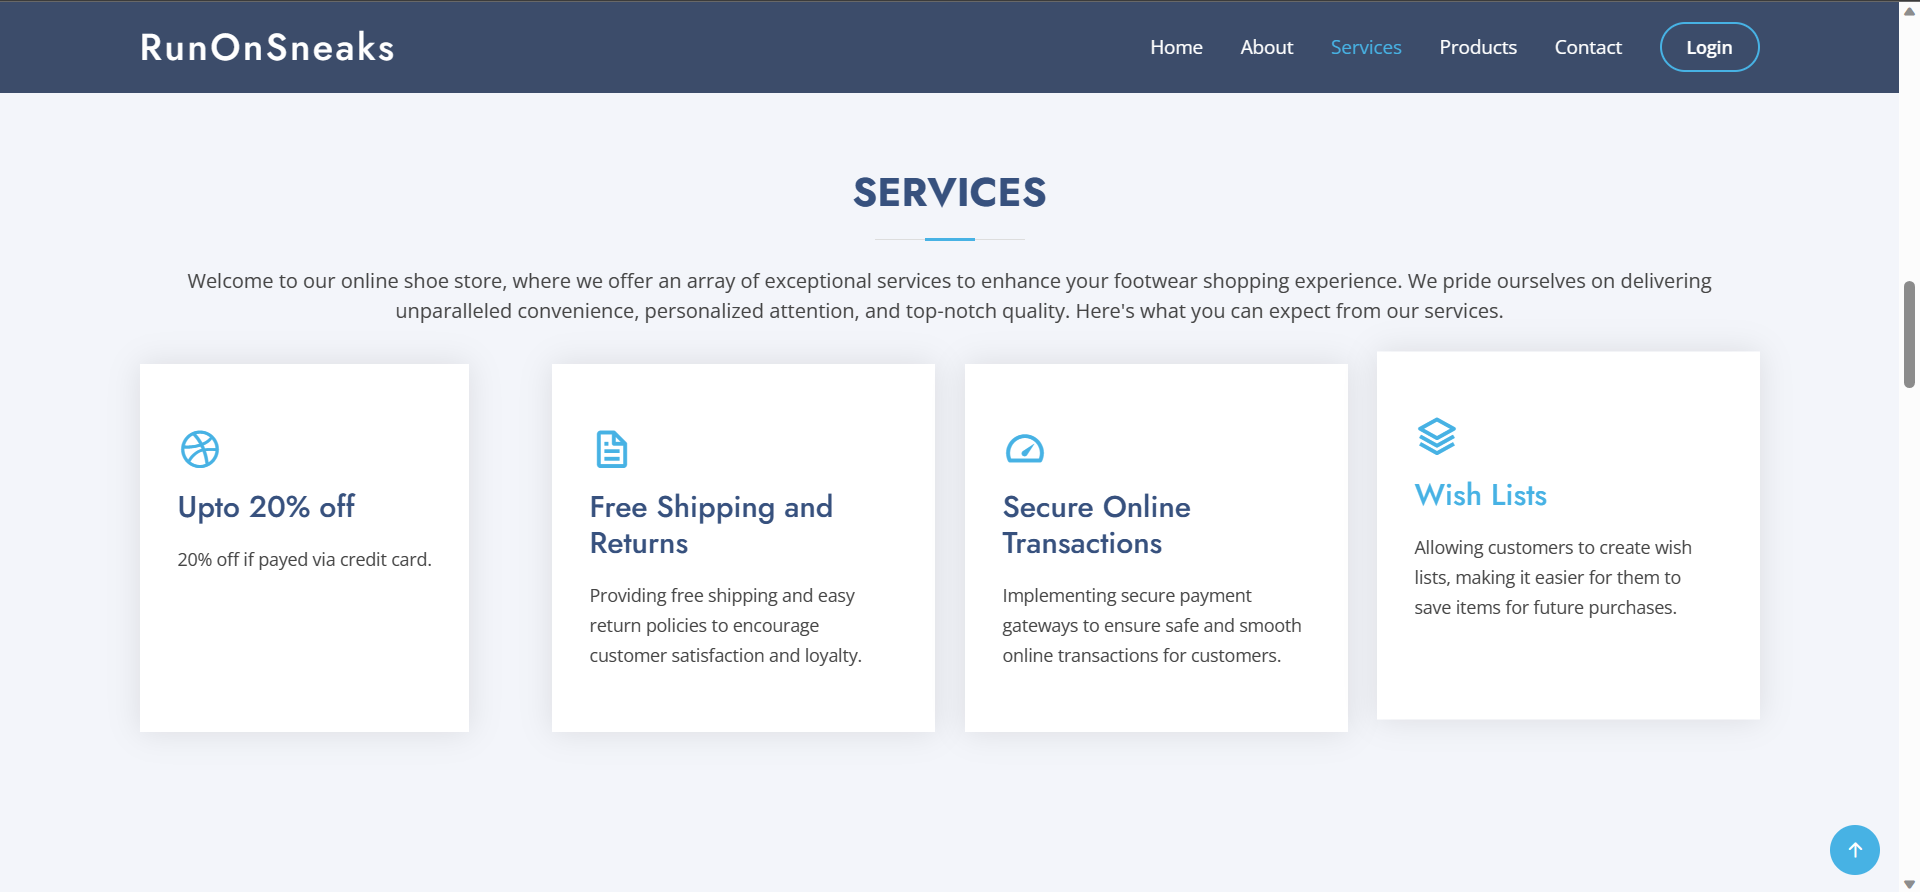 RunOnSneaks
Home About Services Products Contact Login
SERVICES
Welcome to our online shoe store, where we offer an array of exceptional services to enhance your footwear shopping experience. We pride ourselves on delivering
unparalleled convenience, personalized attention, and top-notch quality. Here's what you can expect from our services.
Upto 20% off
20% off if payed via credit card.
Free Shipping and
Returns
Providing free shipping and easy
return policies to encourage
customer satisfaction and loyalty.
Secure Online
Transactions
Implementing secure payment
gateways to ensure safe and smooth
online transactions for customers.
Wish Lists
Allowing customers to create wish
lists, making it easier for them to
save items for future purchases.